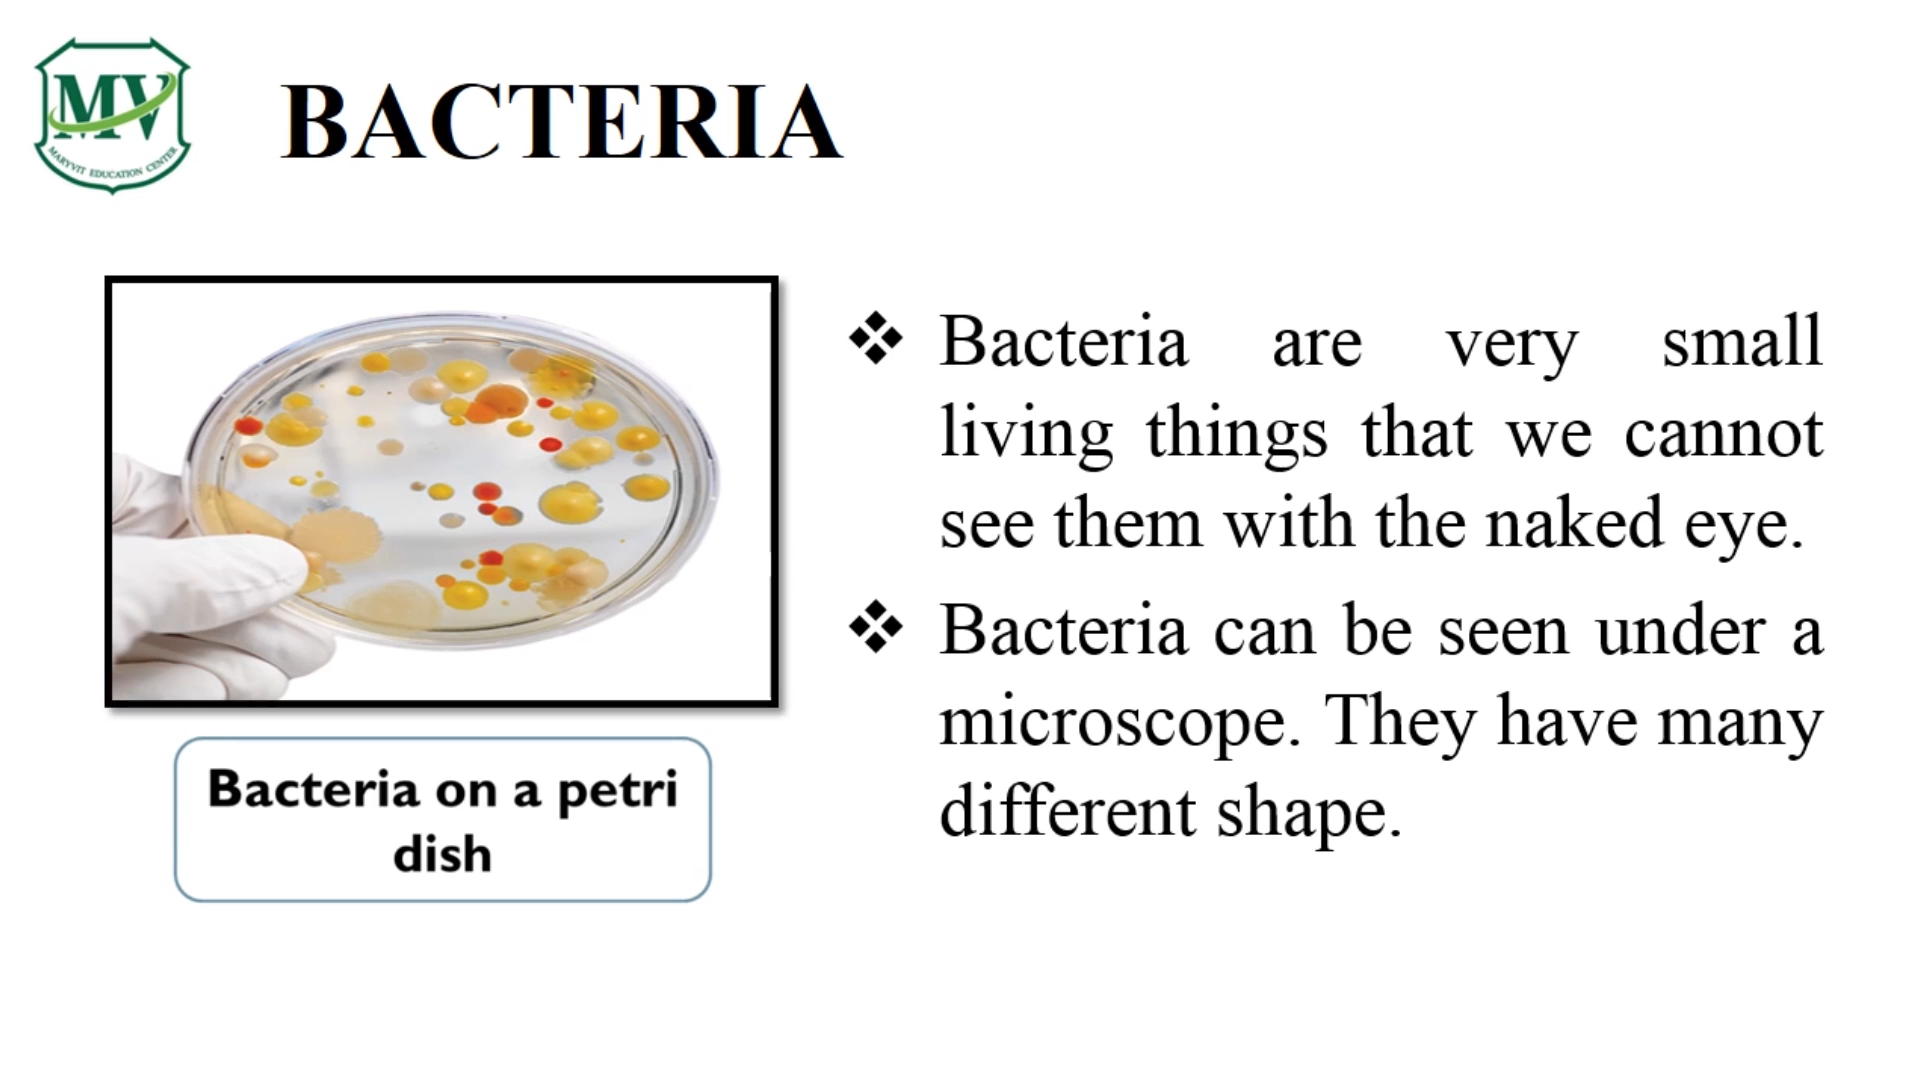 MV
MARYVIT EDUCATION CENTER
BACTERIA
Bacteria are very small
living things that we cannot
see them with the naked eye.
Bacteria can be seen under a
microscope. They have many
different shape.
Bacteria on a petri
dish